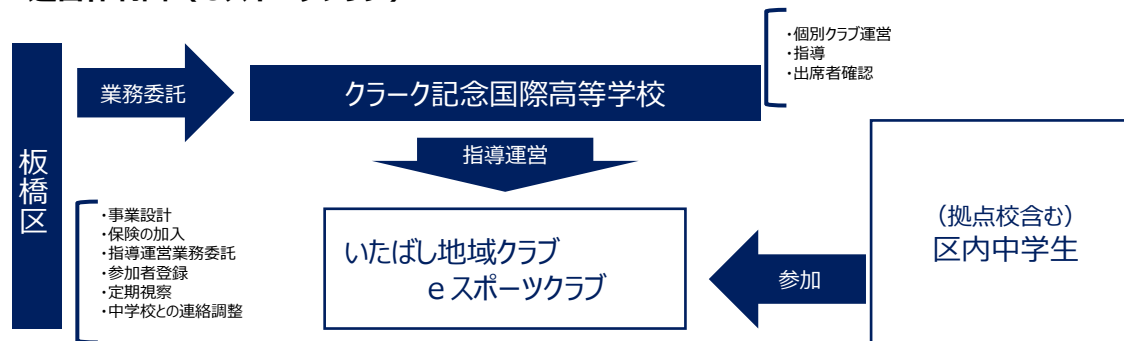 ・個別クラブ運営
・指導
・出席者確認
業務委託
クラーク記念国際高等学校
指導運営
板橋区
・事業設計
・保険の加入
・指導運営業務委託
・参加者登録
・定期視察
・中学校との連絡調整
いたばし地域クラブ
eスポーツクラブ
参加
(拠点校含む)
区内中学生